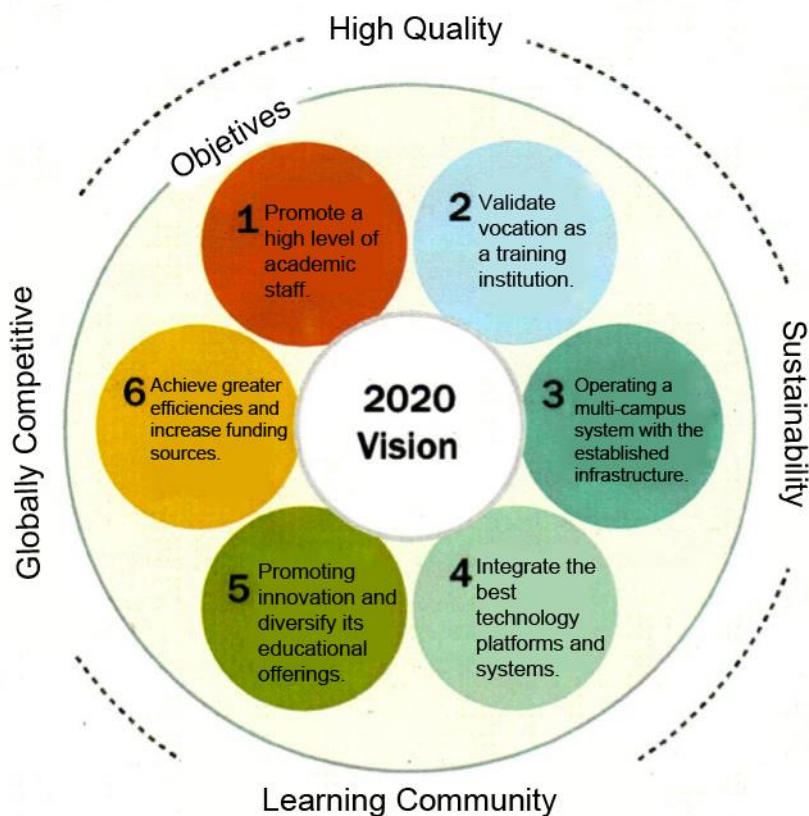 High Quality
Objetives
1 Promote a
high level of
academic
staff.
2 Validate
vocation as
a training
institution.
3 Operating a
multi-campus
system with the
established
infrastructure.
4 Integrate the
best
technology
platforms and
systems.
5 Promoting
innovation and
diversify its
educational
offerings.
6 Achieve greater
efficiencies and
increase funding
sources.
2020
Vision
Sustainability
Learning Community
Globally Competitive